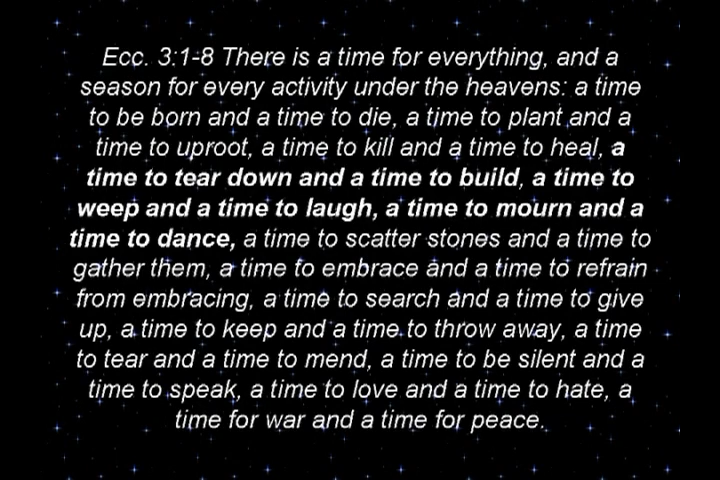 Ecc. 3:1-8 There is a time for everything, and a
season for every activity under the heavens: a time
to be born and a time to die, a time to plant and a
time to uproot, a time to kill and a time to heal, a
time to tear down and a time to build, a time to
weep and a time to laugh, a time to mourn and a
time to dance, a time to scatter stones and a time to
gather them, a time to embrace and a time to refrain
from embracing, a time to search and a time to give
up, a time to keep and a time to throw away, a time
to tear and a time to mend, a time to be silent and a
time to speak, a time to love and a time to hate, a
time for war and a time for peace.